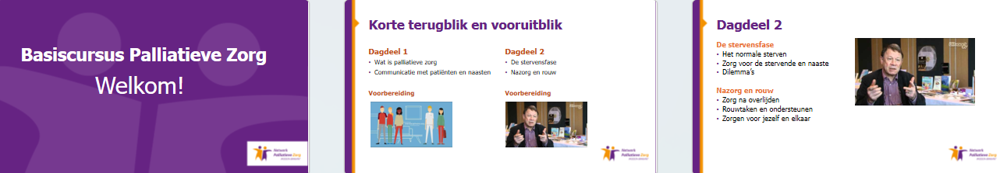 Basiscursus Palliatieve Zorg
Welkom!
Netwerk
Palliatieve Zorg
Korte terugblik en vooruitblik
Dagdeel 1
• Wat is palliatieve zorg
• Communicatie met patiënten en naasten
Voorbereiding
Dagdeel 2
• De stervensfase
• Nazorg en rouw
Voorbereiding
Netwerk
Palliatieve Zorg
Dagdeel 2
De stervensfase
• Het normale sterven
• Zorg voor de stervende en naaste
• Dilemma's
Nazorg en rouw
• Zorg na overlijden
• Rouwtaken en ondersteunen
• Zorgen voor jezelf en elkaar
Netwerk
Palliatieve Zorg